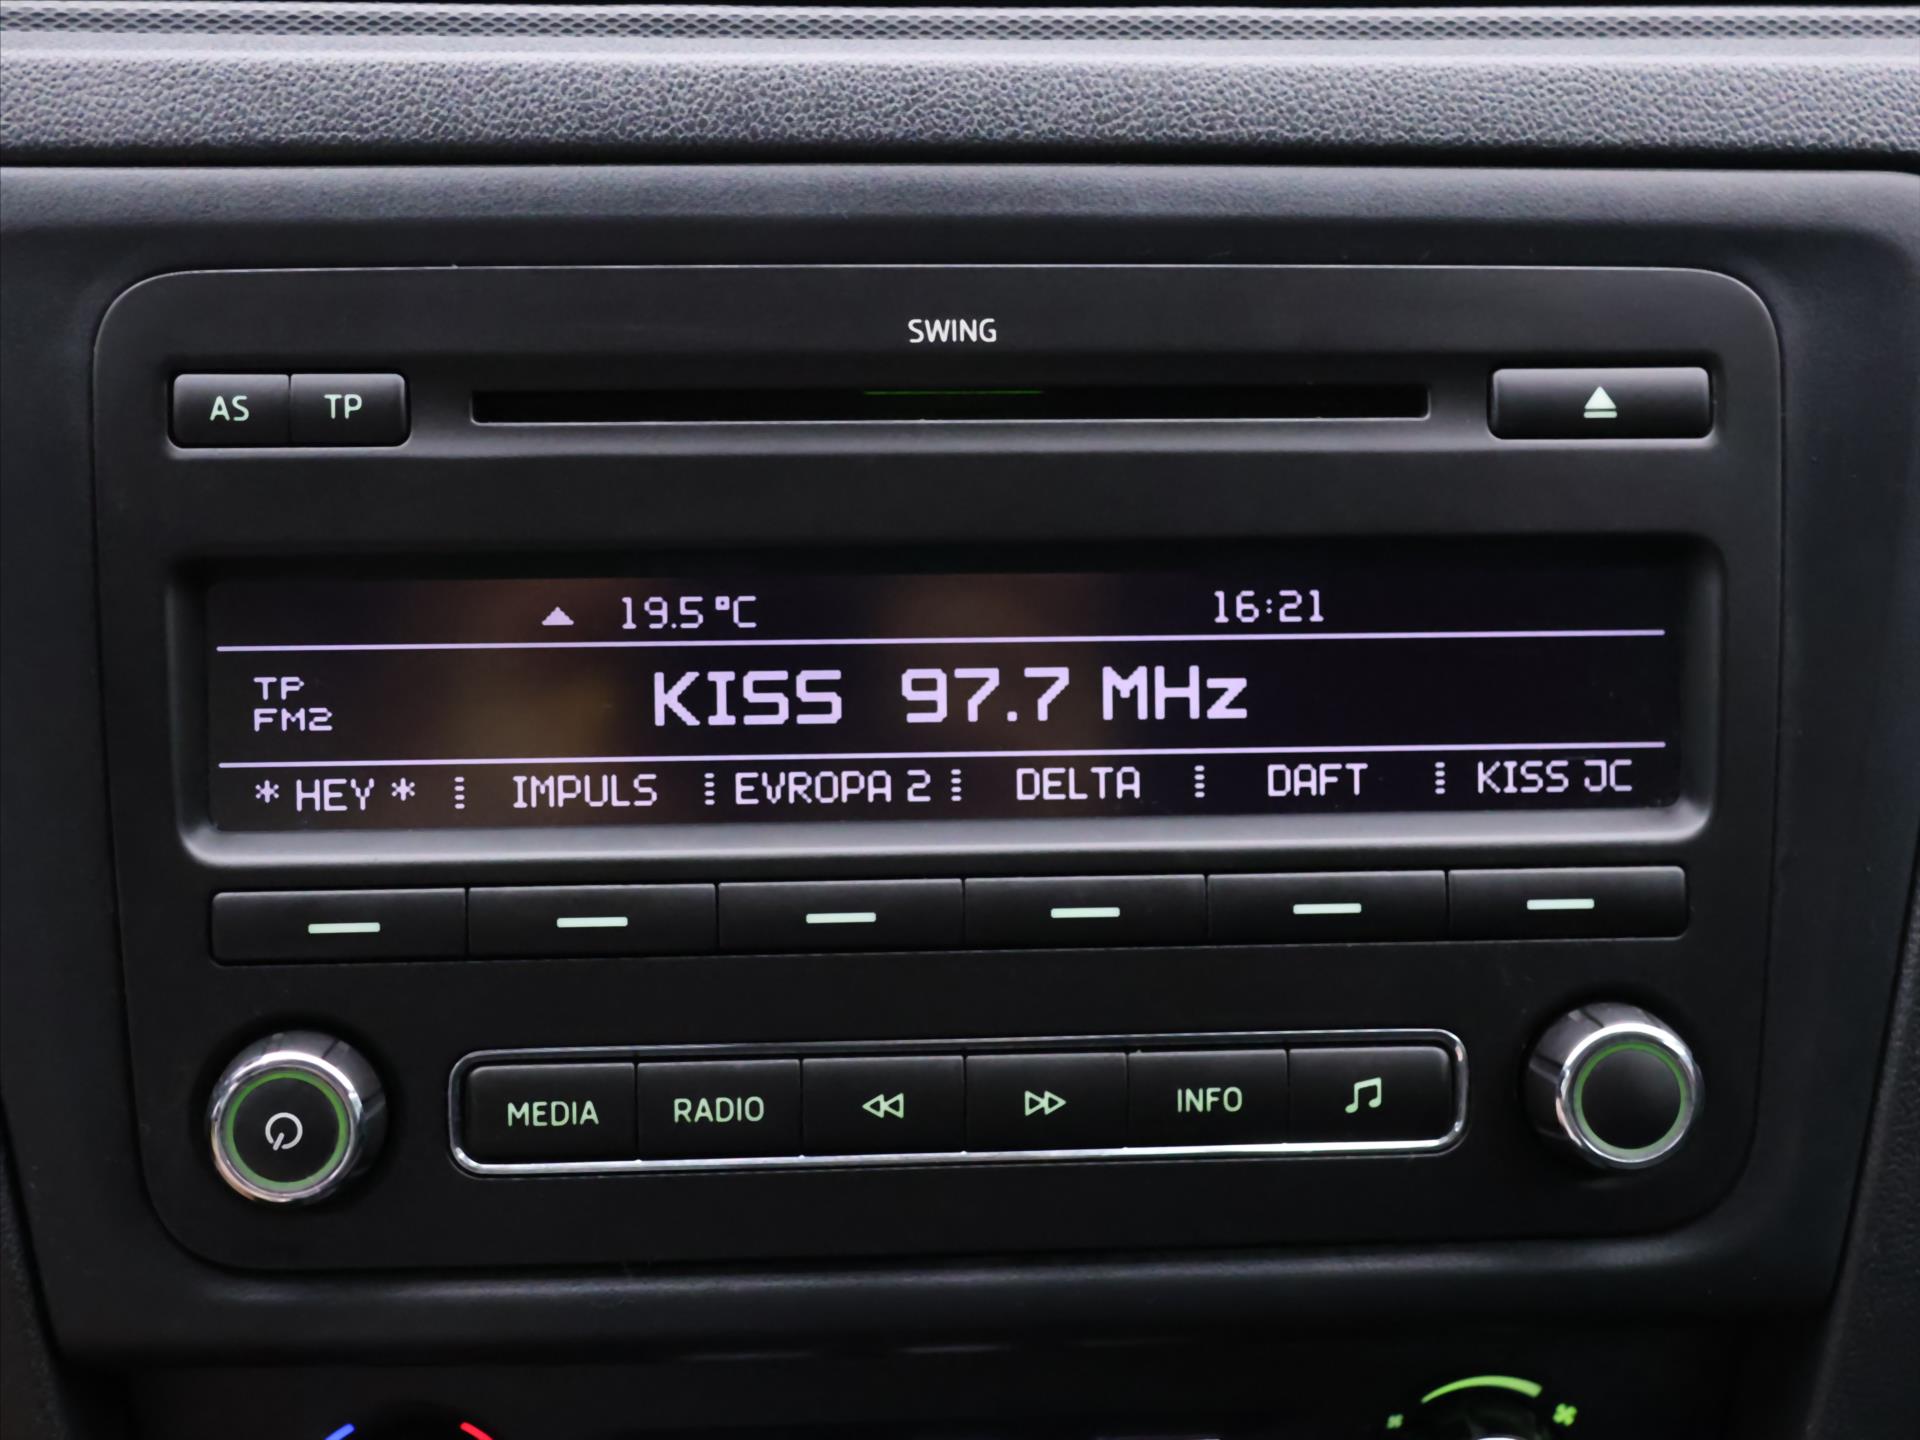 SWING
AS TP
19.5°C 16:21
TP
FM2
KISS 97.7 MHz
* HEY * IMPULS EVROPA 2 DELTA DAFT KISS JC
MEDIA RADIO INFO